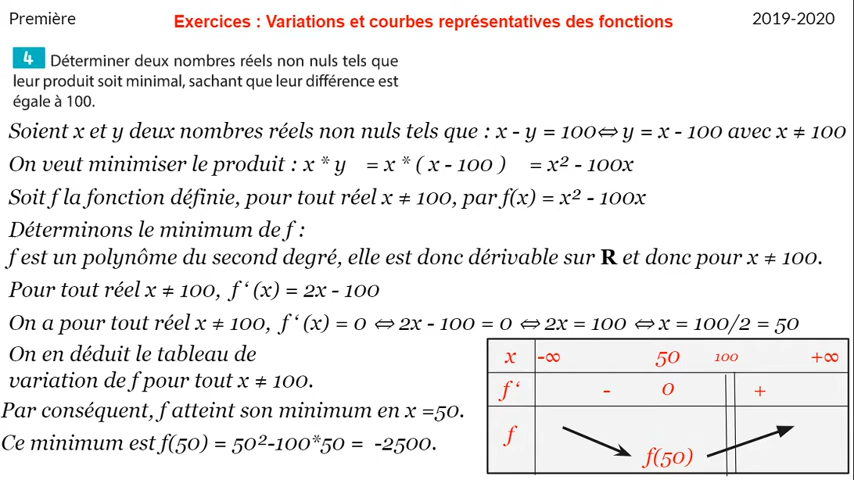 Première
Exercices : Variations et courbes représentatives des fonctions
2019-2020
4 Déterminer deux nombres réels non nuls tels que
leur produit soit minimal, sachant que leur différence est
égale à 100.
Soient x et y deux nombres réels non nuls tels que : x - y = 100⇔ y = x - 100 avec x ≠ 100
On veut minimiser le produit : x * y = x * ( x - 100 ) = x² - 100x
Soit f la fonction définie, pour tout réel x ≠ 100, par f(x) = x² - 100x
Déterminons le minimum de f :
f est un polynôme du second degré, elle est donc dérivable sur R et donc pour x ≠ 100.
Pour tout réel x ≠ 100, f ‘ (x) = 2x - 100
On a pour tout réel x ≠ 100, f ‘ (x) = 0 ⇔ 2x - 100 = 0 ⇔ 2x = 100 ⇔ x = 100/2 = 50
On en déduit le tableau de
variation de f pour tout x ≠ 100.
Par conséquent, f atteint son minimum en x =50.
Ce minimum est f(50) = 50²-100*50 = -2500.
x -∞ 50 100 +∞
f ‘ - 0 +
f
f(50)